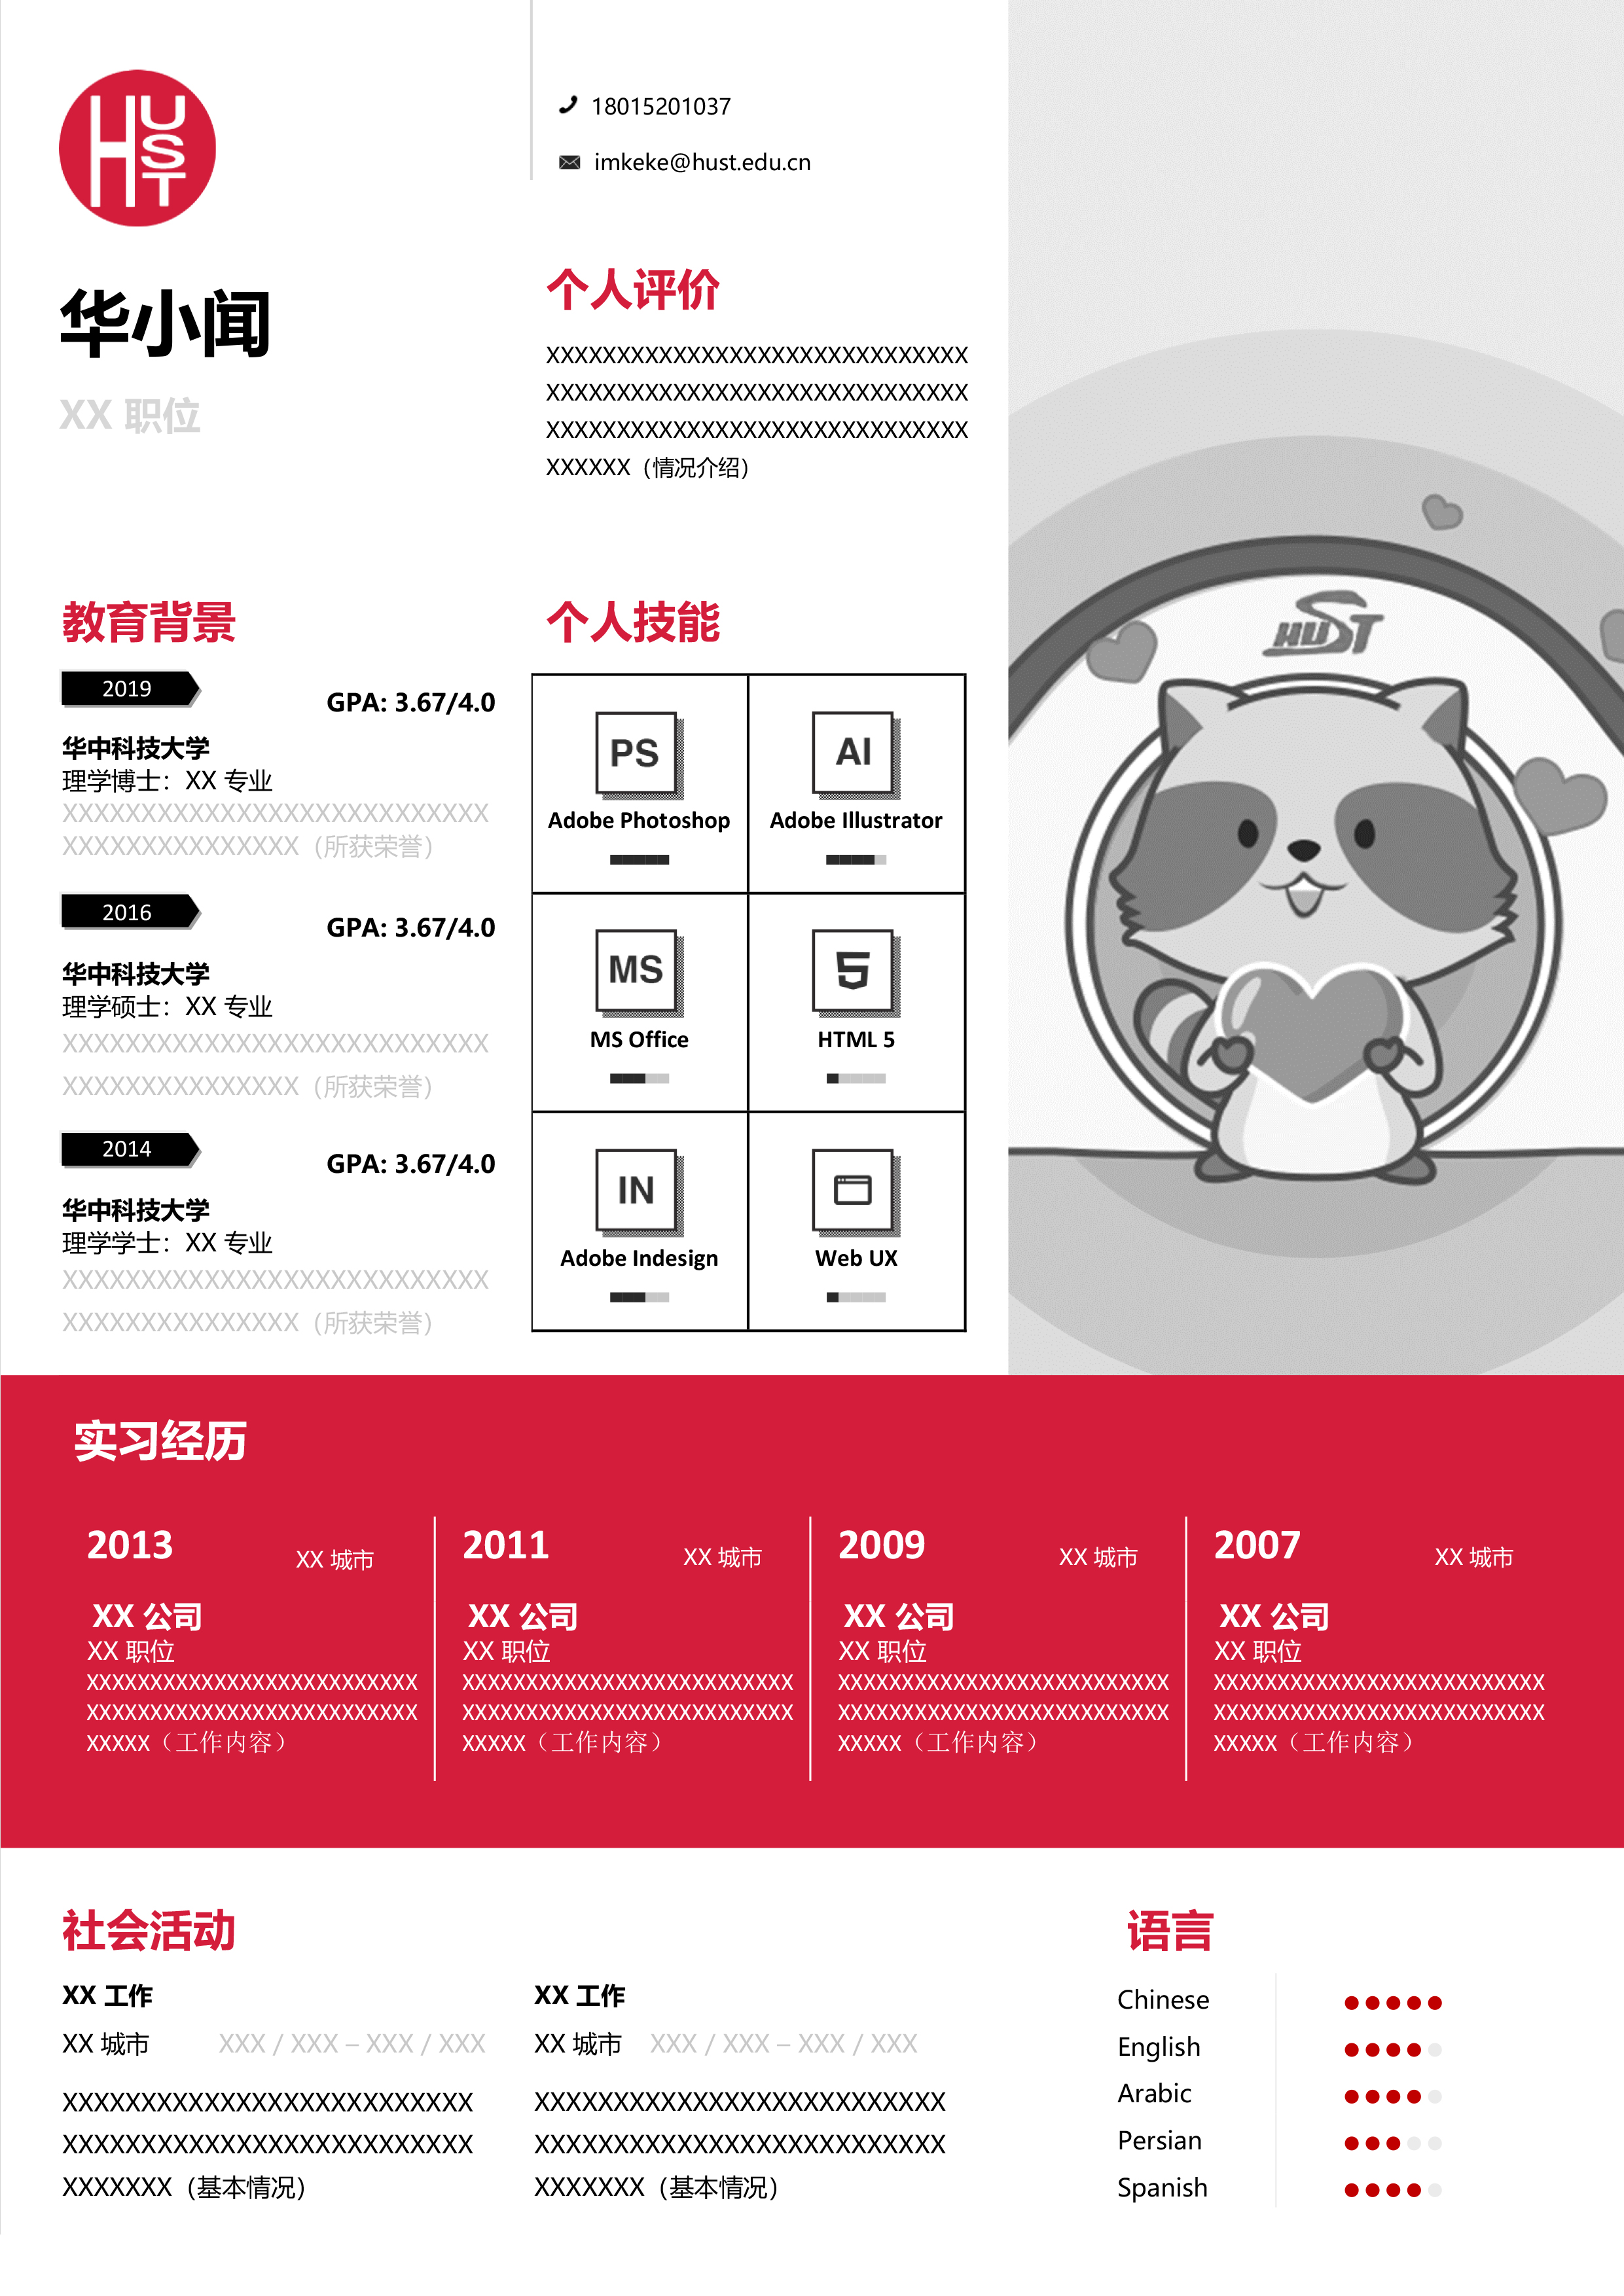 HUST
18015201037
imkeke@hust.edu.cn
华小闻
XX 职位
个人评价
XXXXXXXXXXXXXXXXXXXXXXXXXXXXXX
XXXXXXXXXXXXXXXXXXXXXXXXXXXXXX
XXXXXXXXXXXXXXXXXXXXXXXXXXXXXX
XXXXXX（情况介绍）
教育背景
2019
GPA: 3.67/4.0
华中科技大学
理学博士：XX 专业
XXXXXXXXXXXXXXXXXXXXXXXXXXX
XXXXXXXXXXXXXXX（所获荣誉）
2016
GPA: 3.67/4.0
华中科技大学
理学硕士：XX 专业
XXXXXXXXXXXXXXXXXXXXXXXXXXX
XXXXXXXXXXXXXXX（所获荣誉）
2014
GPA: 3.67/4.0
华中科技大学
理学学士：XX 专业
XXXXXXXXXXXXXXXXXXXXXXXXXXX
XXXXXXXXXXXXXXX（所获荣誉）
个人技能
PS
Adobe Photoshop
AI
Adobe Illustrator
MS
MS Office
5
HTML 5
IN
Adobe Indesign
Web UX
HUST
实习经历
2013
XX 城市
XX 公司
XX 职位
XXXXXXXXXXXXXXXXXXXXXXXXXX
XXXXXXXXXXXXXXXXXXXXXXXXXX
XXXXX（工作内容）
2011
XX 城市
XX 公司
XX 职位
XXXXXXXXXXXXXXXXXXXXXXXXXX
XXXXXXXXXXXXXXXXXXXXXXXXXX
XXXXX（工作内容）
2009
XX 城市
XX 公司
XX 职位
XXXXXXXXXXXXXXXXXXXXXXXXXX
XXXXXXXXXXXXXXXXXXXXXXXXXX
XXXXX（工作内容）
2007
XX 城市
XX 公司
XX 职位
XXXXXXXXXXXXXXXXXXXXXXXXXX
XXXXXXXXXXXXXXXXXXXXXXXXXX
XXXXX（工作内容）
社会活动
XX 工作
XX 城市 XXX / XXX – XXX / XXX
XXXXXXXXXXXXXXXXXXXXXXXXXX
XXXXXXXXXXXXXXXXXXXXXXXXXX
XXXXXXX（基本情况）
XX 工作
XX 城市 XXX / XXX – XXX / XXX
XXXXXXXXXXXXXXXXXXXXXXXXXX
XXXXXXXXXXXXXXXXXXXXXXXXXX
XXXXXXX（基本情况）
语言
Chinese
English
Arabic
Persian
Spanish